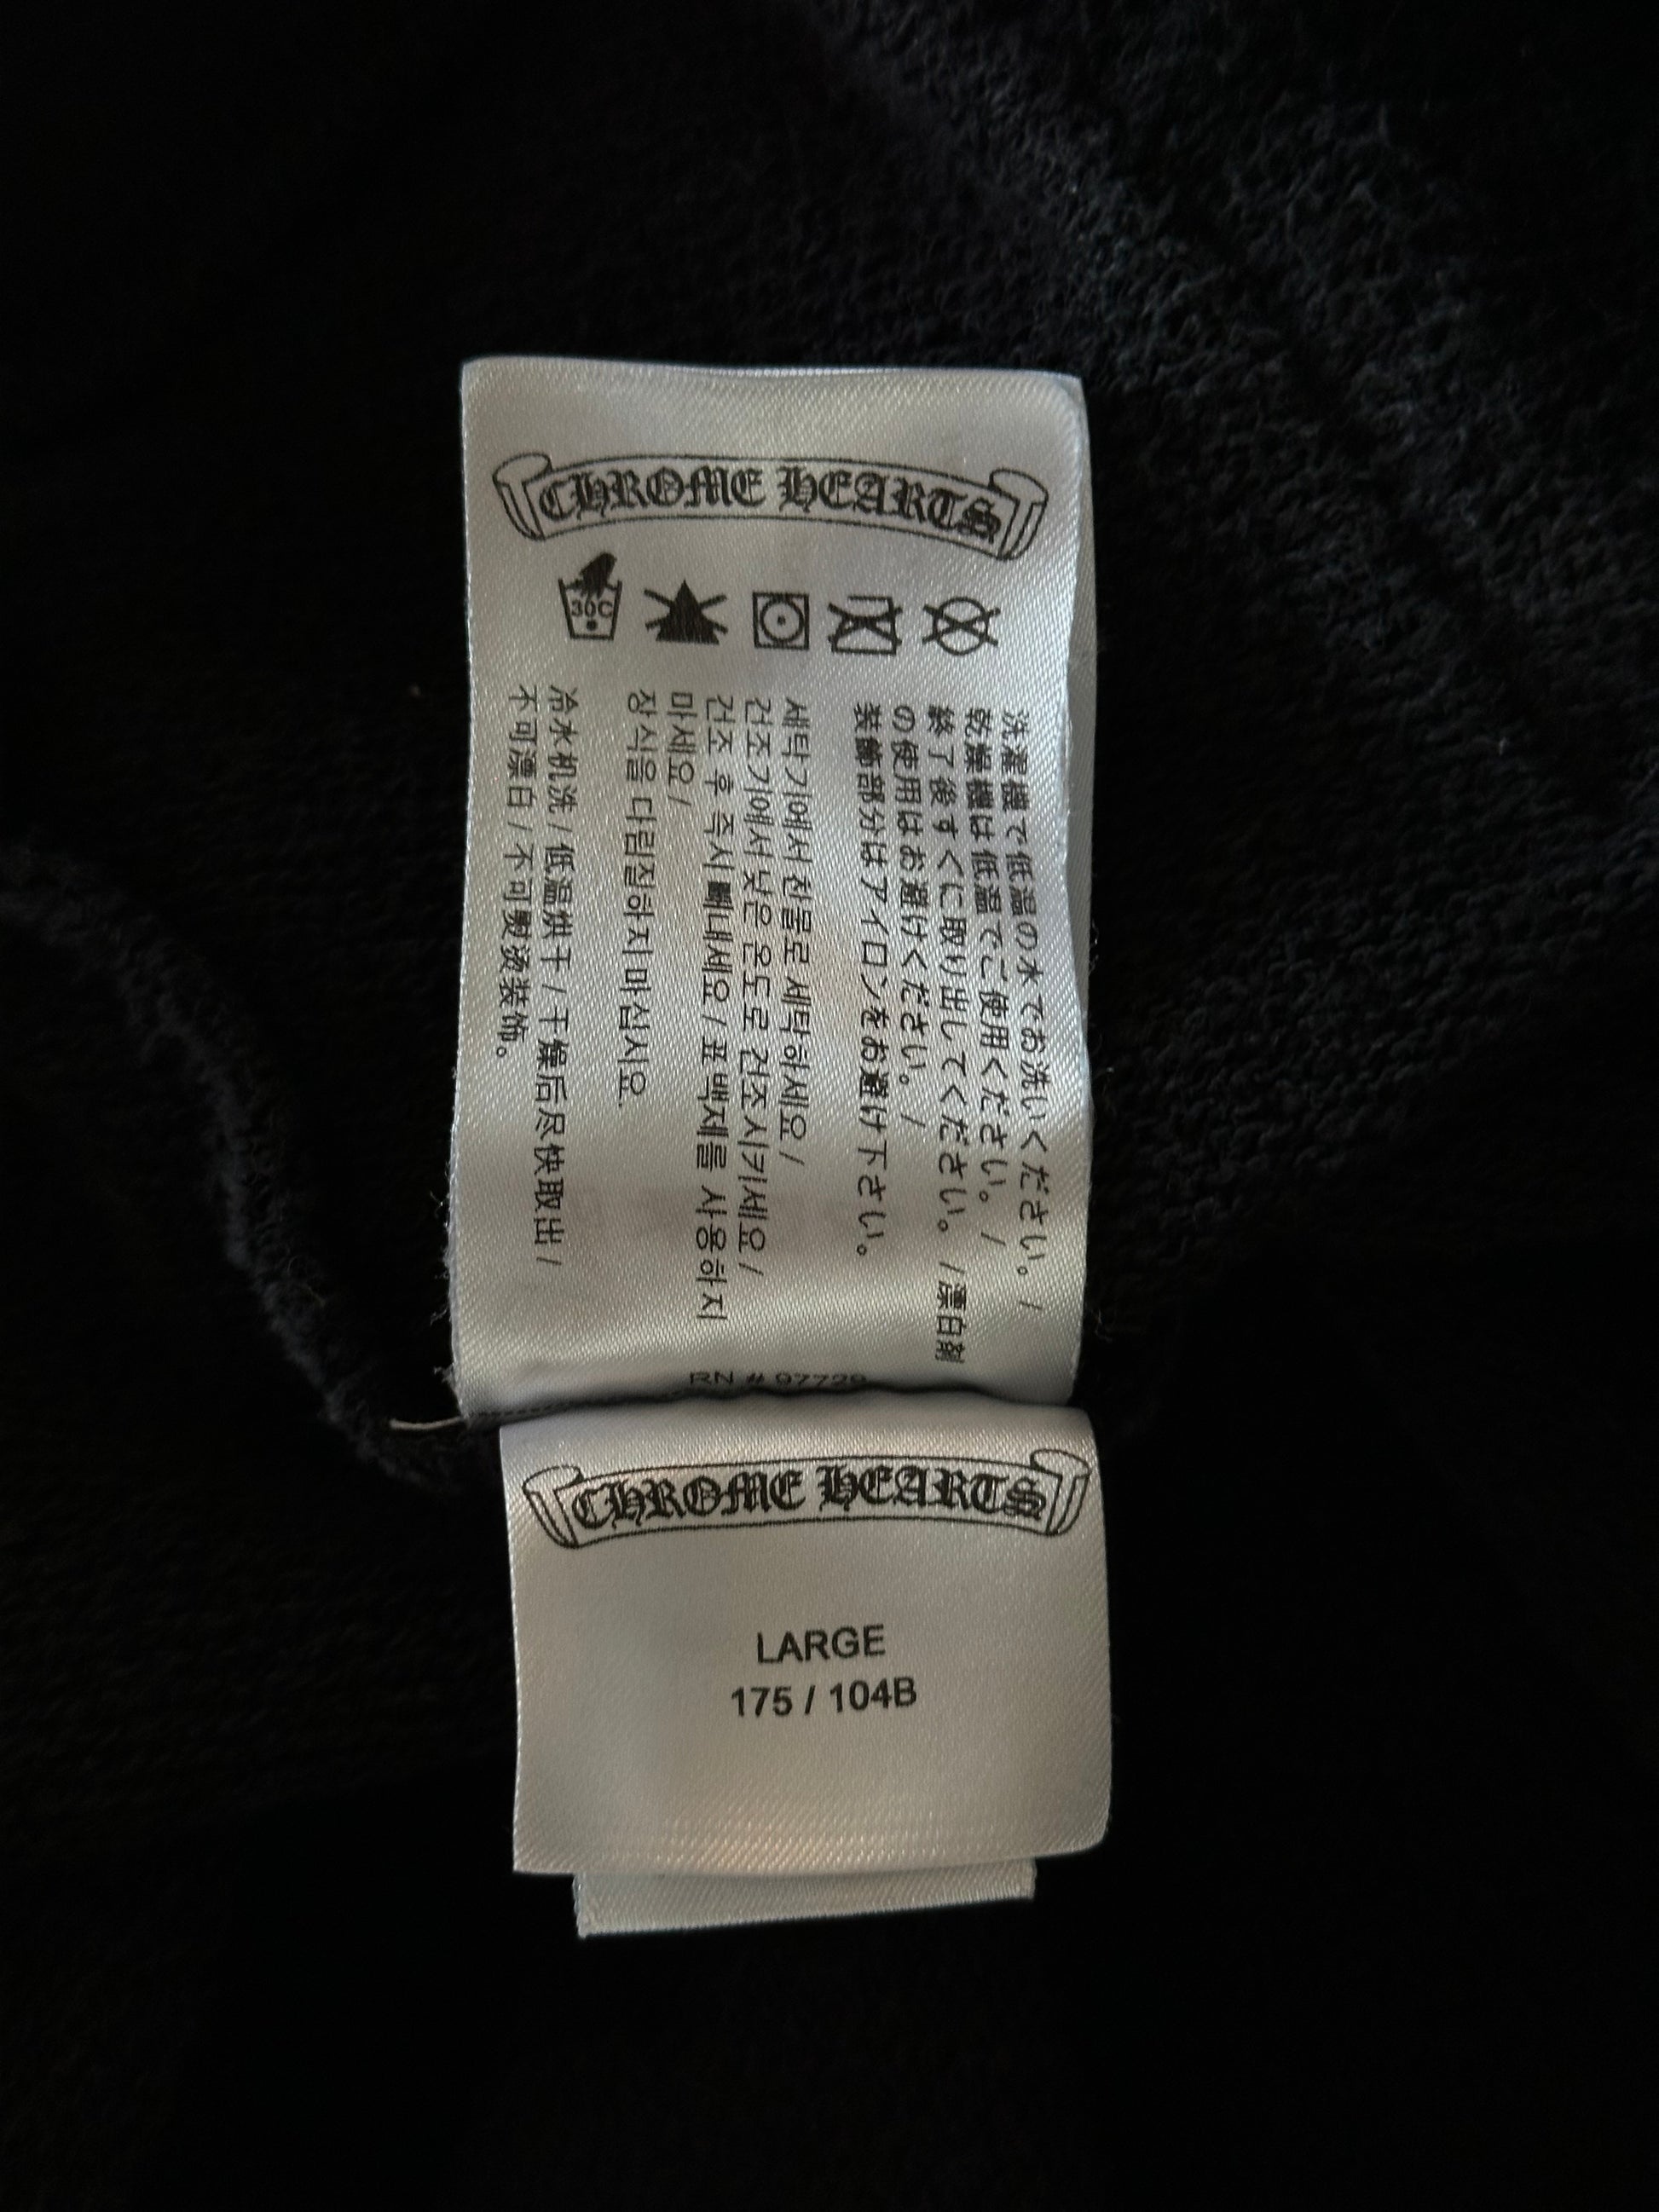 CHROME HEARTS
30C
洗濯機で低温の水でお洗いください。/
乾燥機は低温でご使用ください。/
終了後すぐに取り出してください。/漂白剤
の使用はお避けください。/
装飾部分はアイロンをお避け下さい。
세탁기에서 찬물로 세탁하세요 /
건조기에서 낮은 온도로 건조시키세요 /
건조 후 즉시 빼내세요 / 표백제를 사용하지
마세요 /
장식을 다림질하지 마십시요.
冷水机洗 / 低温烘干 / 干燥后尽快取出 /
不可漂白 / 不可熨烫装饰。
RN # 97729
CHROME HEARTS
LARGE
175 / 104B